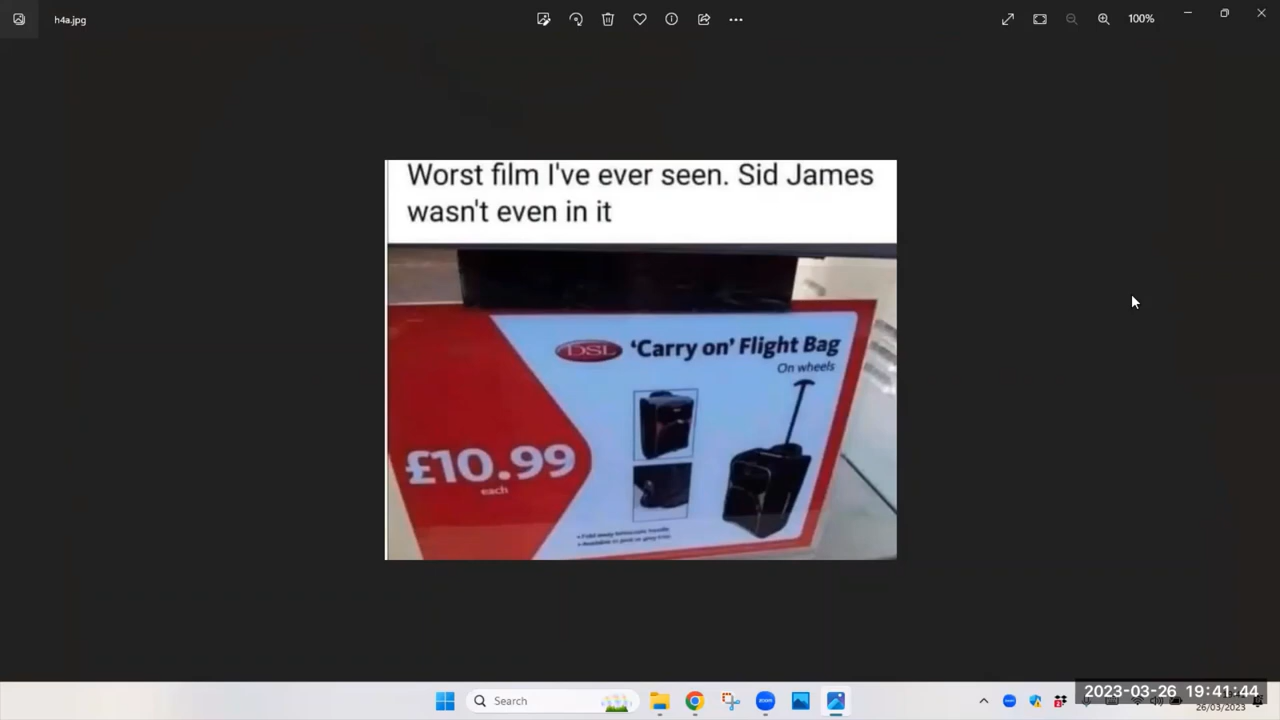 h4a.jpg
100%
Worst film I've ever seen. Sid James
wasn't even in it
DSL 'Carry on' Flight Bag
On wheels
£10.99
each
Search
zoom
2023-03-26 19:41:44
26/03/2023